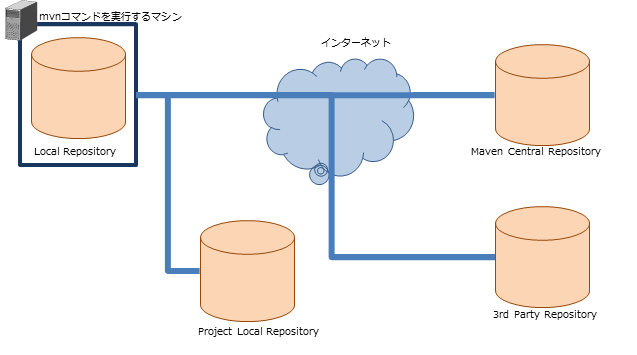 mvnコマンドを実行するマシン
インターネット
Local Repository
Maven Central Repository
Project Local Repository
3rd Party Repository